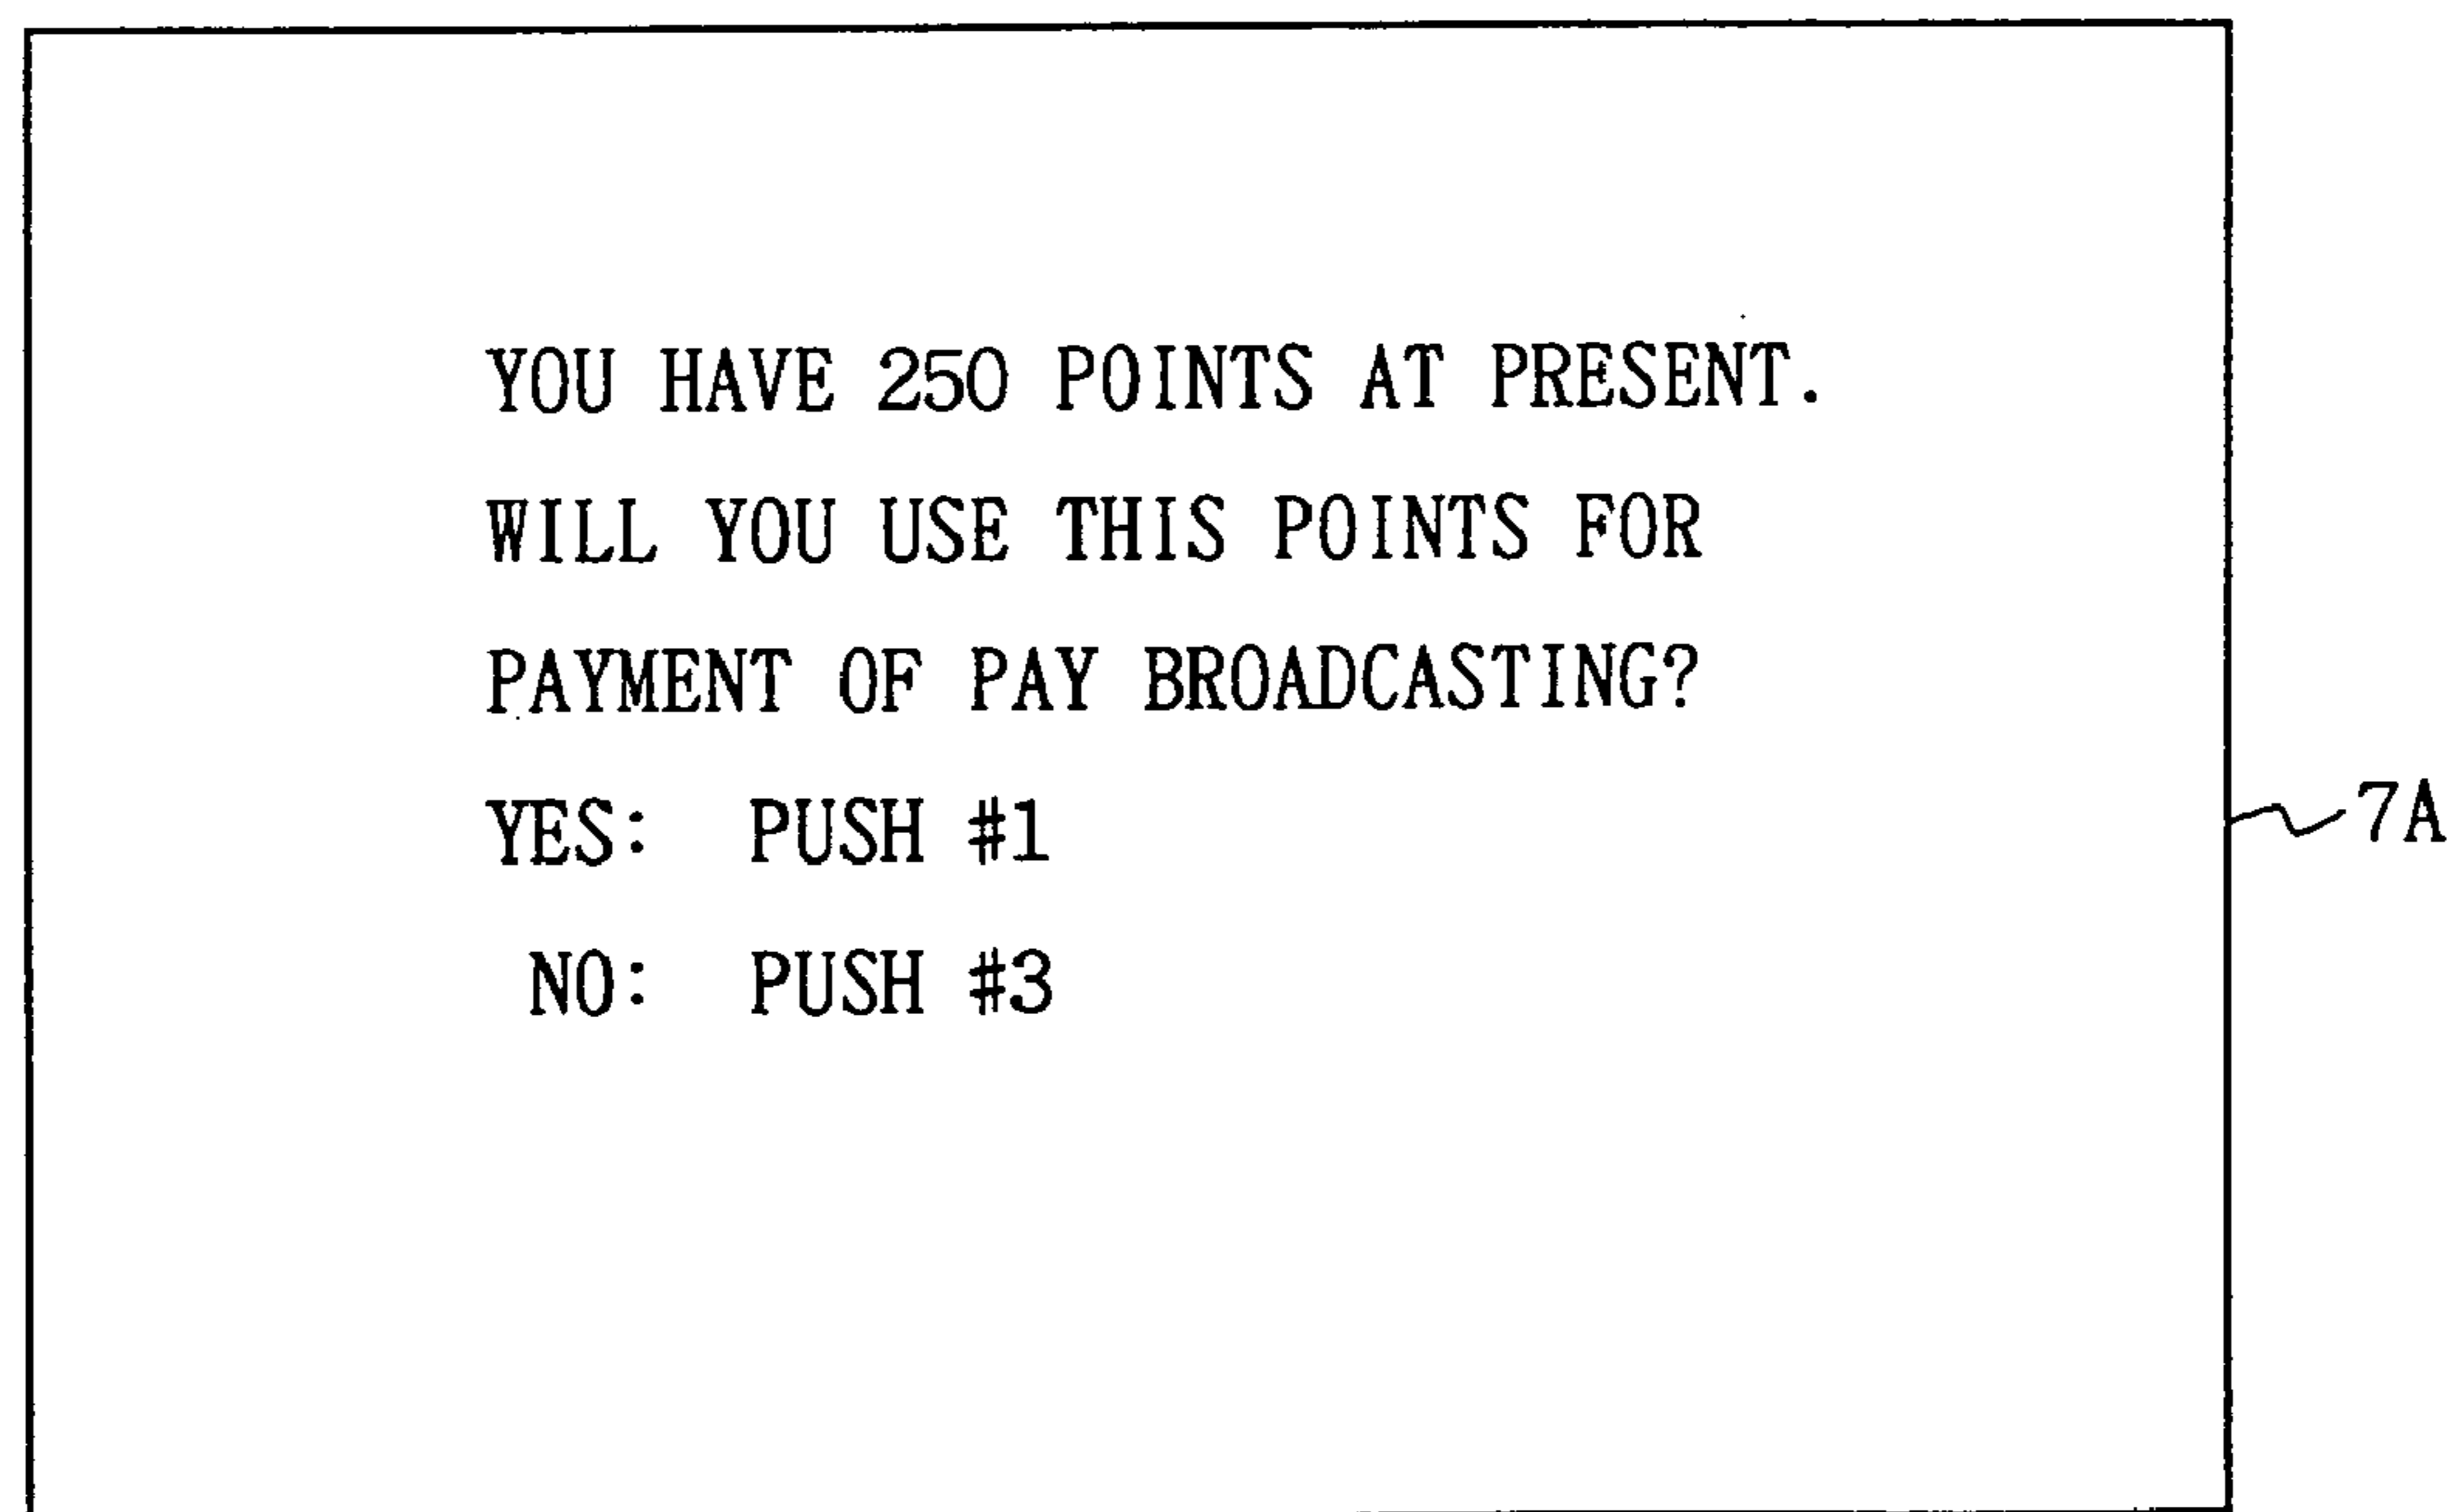 YOU HAVE 250 POINTS AT PRESENT.
WILL YOU USE THIS POINTS FOR
PAYMENT OF PAY BROADCASTING?
YES: PUSH #1
NO: PUSH #3
7A